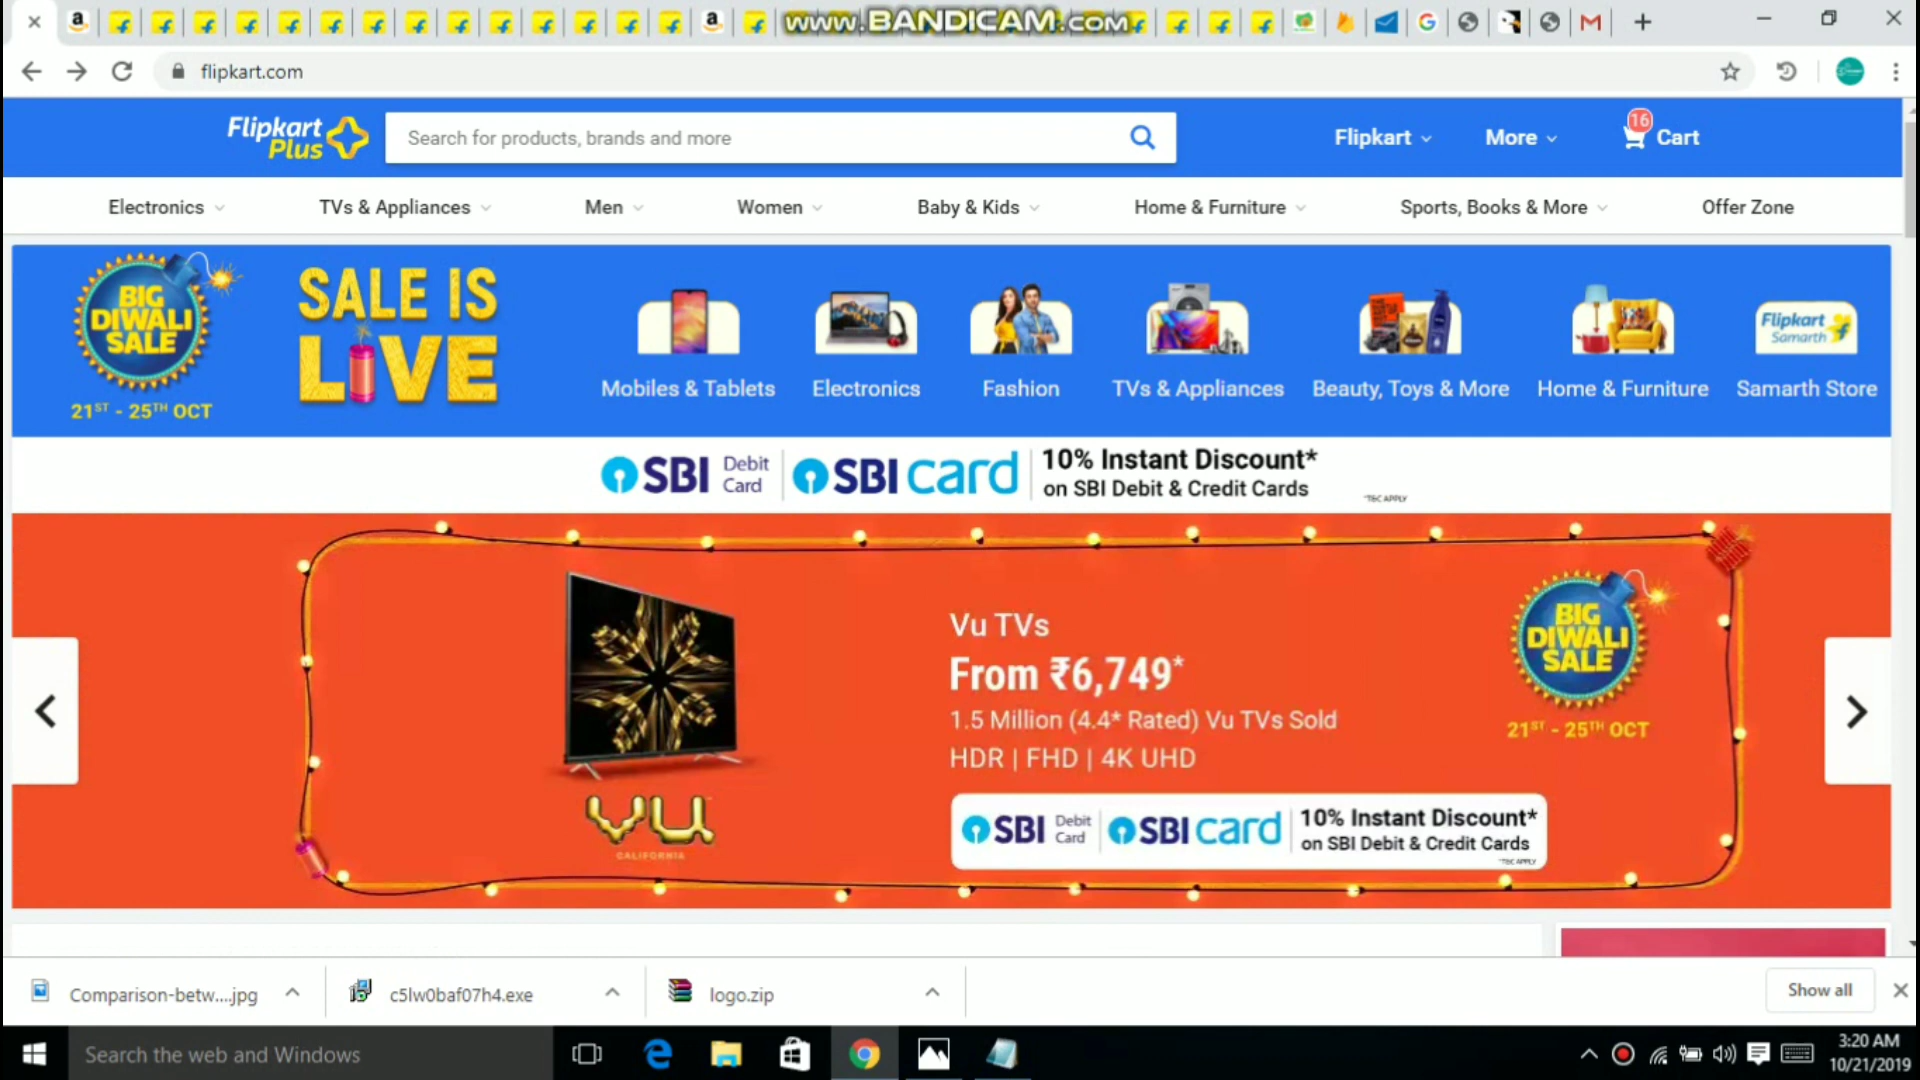 www.BANDICAM.com
flipkart.com
Flipkart
Plus
Search for products, brands and more
Flipkart
More
16
Cart
Electronics
TVs & Appliances
Men
Women
Baby & Kids
Home & Furniture
Sports, Books & More
Offer Zone
BIG
DIWALI
SALE
21ST - 25TH OCT
SALE IS
LIVE
Mobiles & Tablets
Electronics
Fashion
TVs & Appliances
Beauty, Toys & More
Home & Furniture
Flipkart
Samarth
Samarth Store
SBI Debit
Card
SBI card
10% Instant Discount*
on SBI Debit & Credit Cards
*T&C APPLY
Vu TVs
From ₹6,749*
1.5 Million (4.4* Rated) Vu TVs Sold
HDR | FHD | 4K UHD
BIG
DIWALI
SALE
21ST - 25TH OCT
VU
CALIFORNIA
SBI Debit
Card
SBI card
10% Instant Discount*
on SBI Debit & Credit Cards
*T&C APPLY
Comparison-betw....jpg
c5lw0baf07h4.exe
logo.zip
Show all
Search the web and Windows
3:20 AM
10/21/2019